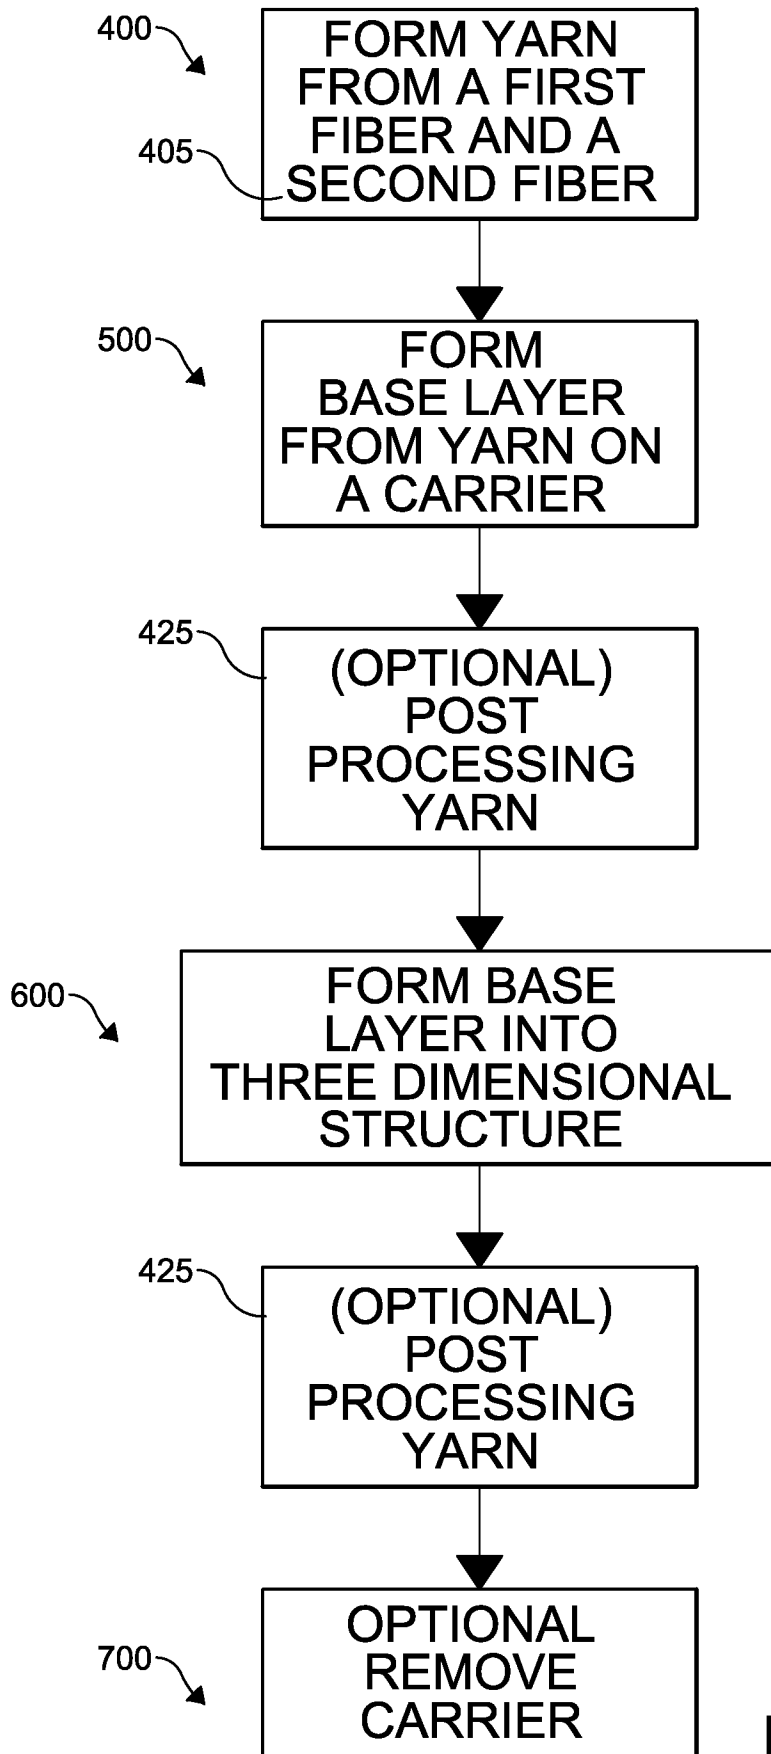 400
FORM YARN
FROM A FIRST
FIBER AND A
405
SECOND FIBER
500
FORM
BASE LAYER
FROM YARN ON
A CARRIER
425
(OPTIONAL)
POST
PROCESSING
YARN
600
FORM BASE
LAYER INTO
THREE DIMENSIONAL
STRUCTURE
425
(OPTIONAL)
POST
PROCESSING
YARN
OPTIONAL
REMOVE
700
CARRIER